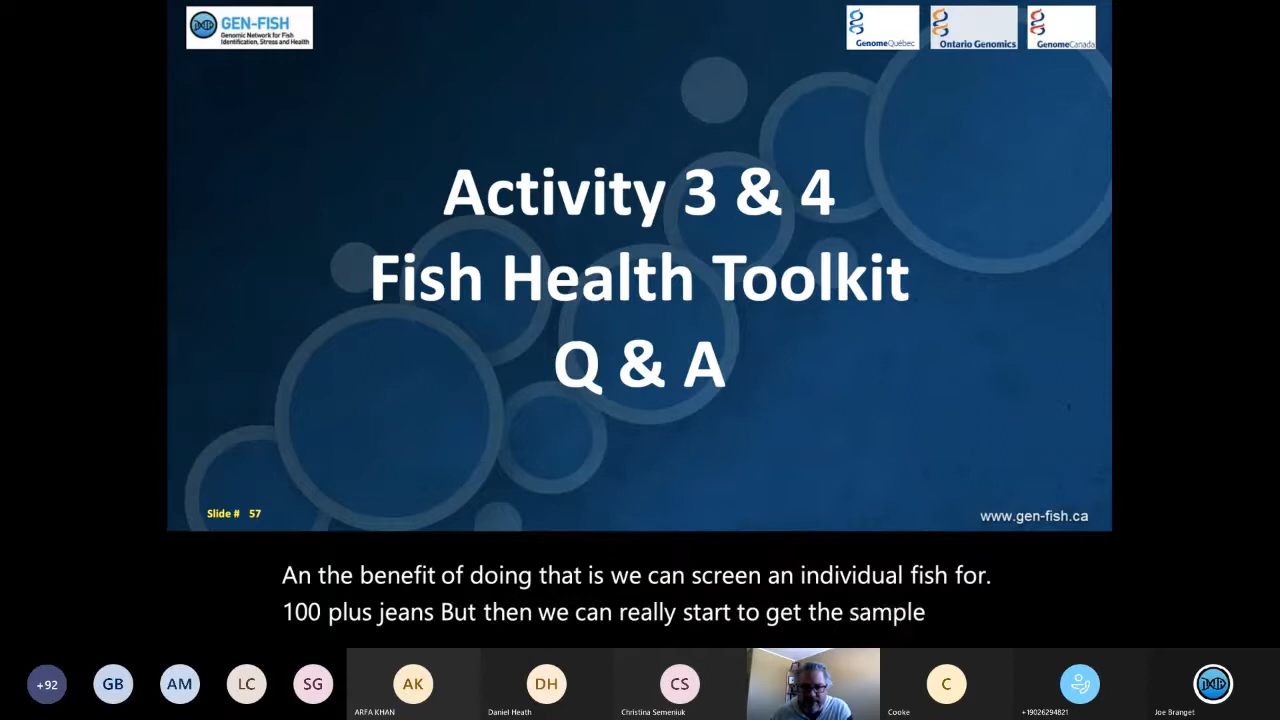 GEN-FISH
Genomic Network for Fish
Identification, Stress and Health
GenomeQuébec
Ontario Genomics
GenomeCanada
Activity 3 & 4
Fish Health Toolkit
Q & A
Slide # 57
www.gen-fish.ca
An the benefit of doing that is we can screen an individual fish for.
100 plus jeans But then we can really start to get the sample
+92
GB
AM
LC
SG
AK
DH
CS
C
ARFA KHAN
Daniel Heath
Christina Semeniuk
Cooke
+19026294821
Joe Branget